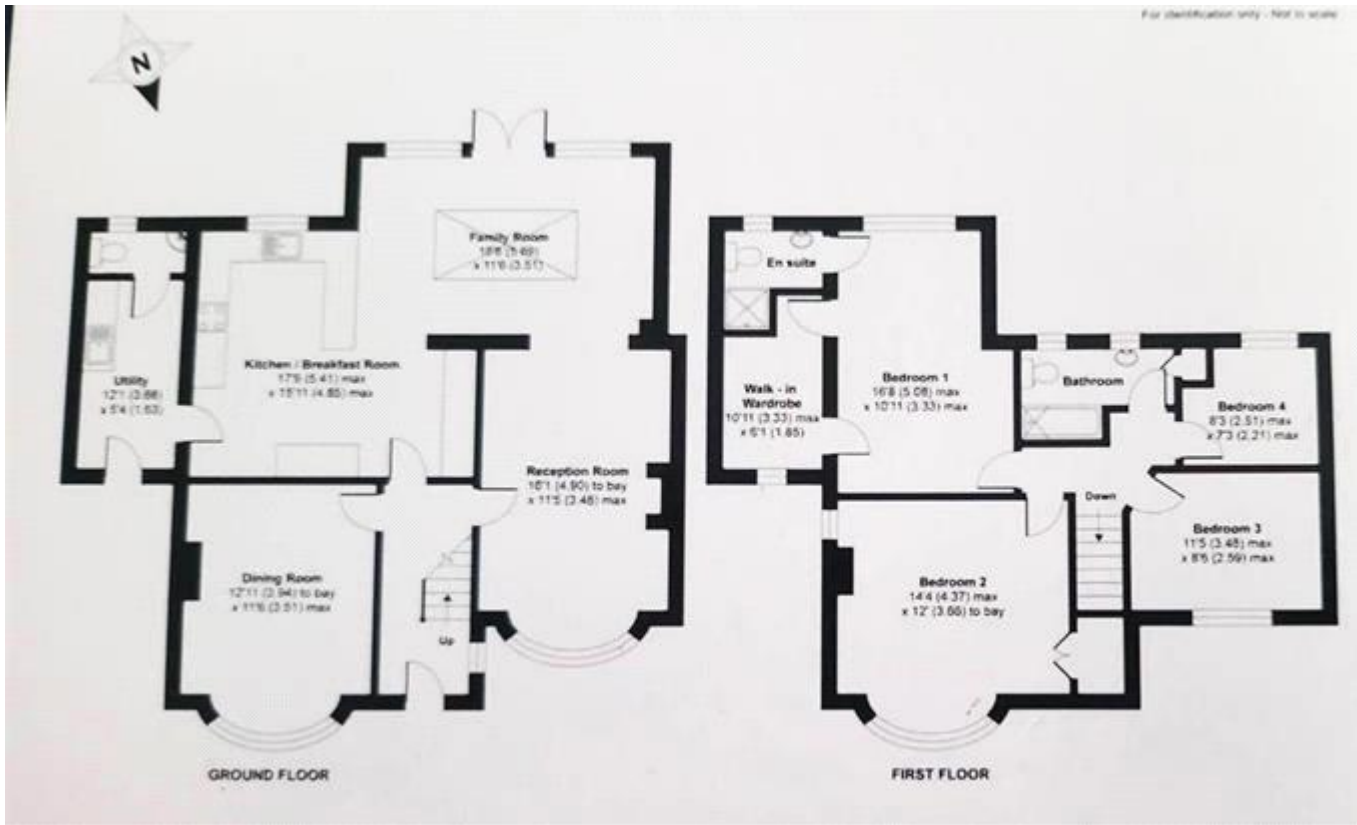 For identification only - Not to scale
N
Family Room
18'8 (5.69)
x 11'6 (3.51)
Kitchen / Breakfast Room
17'9 (5.41) max
x 15'11 (4.85) max
Utility
12'1 (3.68)
x 5'4 (1.63)
Reception Room
16'1 (4.90) to bay
x 11'5 (3.48) max
Dining Room
12'11 (3.94) to bay
x 11'6 (3.51) max
Up
GROUND FLOOR
En suite
Walk - in
Wardrobe
10'11 (3.33) max
x 6'1 (1.85)
Bedroom 1
16'8 (5.08) max
x 10'11 (3.33) max
Bathroom
Bedroom 4
8'3 (2.51) max
x 7'3 (2.21) max
Down
Bedroom 3
11'5 (3.48) max
x 8'6 (2.59) max
Bedroom 2
14'4 (4.37) max
x 12' (3.66) to bay
FIRST FLOOR